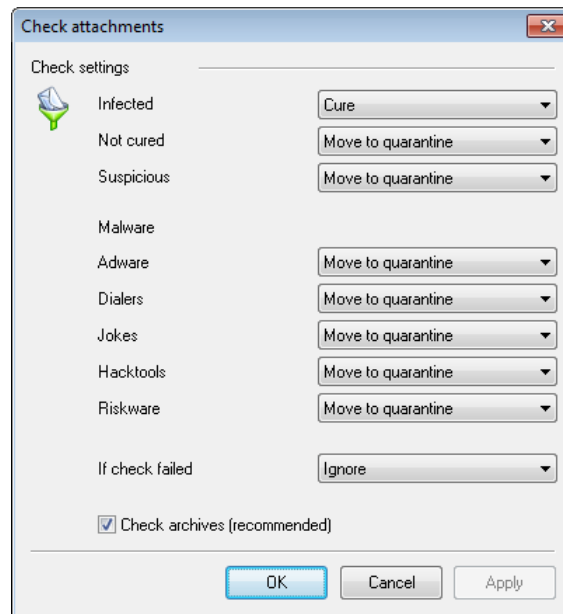 Check attachments
Check settings
Infected Cure
Not cured Move to quarantine
Suspicious Move to quarantine
Malware
Adware Move to quarantine
Dialers Move to quarantine
Jokes Move to quarantine
Hacktools Move to quarantine
Riskware Move to quarantine
If check failed Ignore
Check archives (recommended)
OK Cancel Apply